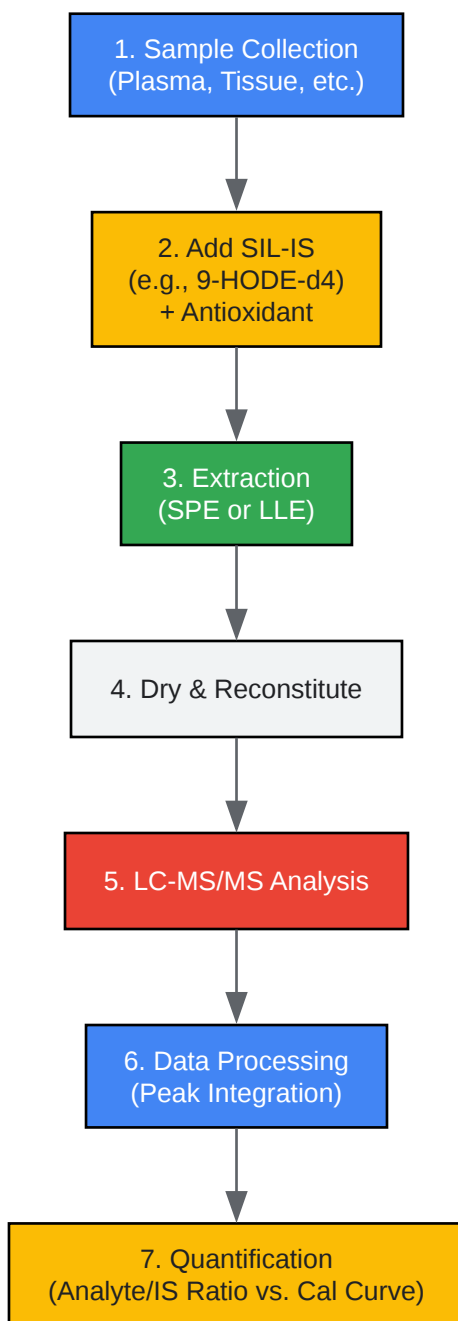 1. Sample Collection
(Plasma, Tissue, etc.)
2. Add SIL-IS
(e.g., 9-HODE-d4)
+ Antioxidant
3. Extraction
(SPE or LLE)
4. Dry & Reconstitute
5. LC-MS/MS Analysis
6. Data Processing
(Peak Integration)
7. Quantification
(Analyte/IS Ratio vs. Cal Curve)